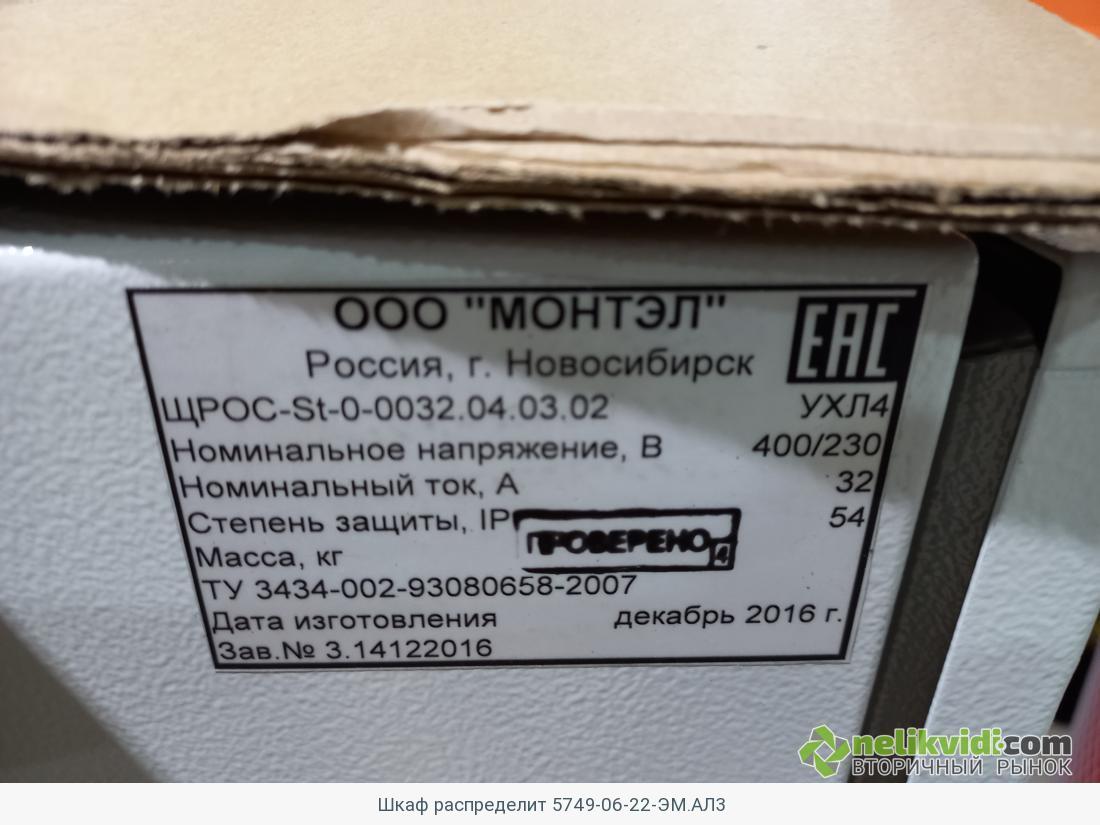 ООО "МОНТЭЛ"
Россия, г. Новосибирск
ЕАС
ЩРОС-St-0-0032.04.03.02 УХЛ4
Номинальное напряжение, В 400/230
Номинальный ток, А 32
Степень защиты, IP 54
ПРОВЕРЕНО 4
Масса, кг
ТУ 3434-002-93080658-2007
Дата изготовления декабрь 2016 г.
Зав.№ 3.14122016
nelikvidi.com
ВТОРИЧНЫЙ РЫНОК
Шкаф распределит 5749-06-22-ЭМ.АЛ3